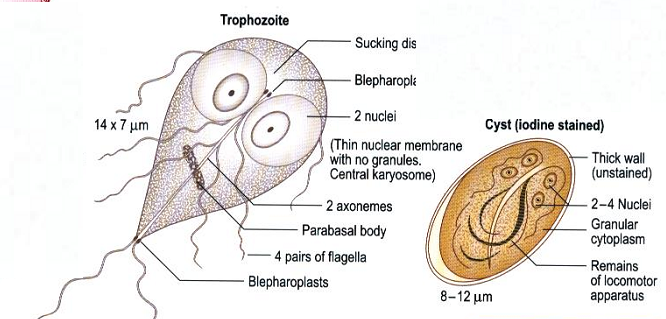 Trophozoite
Sucking dis
Blepharopla
14 x 7 µm
2 nuclei
(Thin nuclear membrane
with no granules.
Central karyosome)
2 axonemes
Parabasal body
4 pairs of flagella
Blepharoplasts
Cyst (iodine stained)
Thick wall
(unstained)
2–4 Nuclei
Granular
cytoplasm
Remains
of locomotor
apparatus
8–12 µm